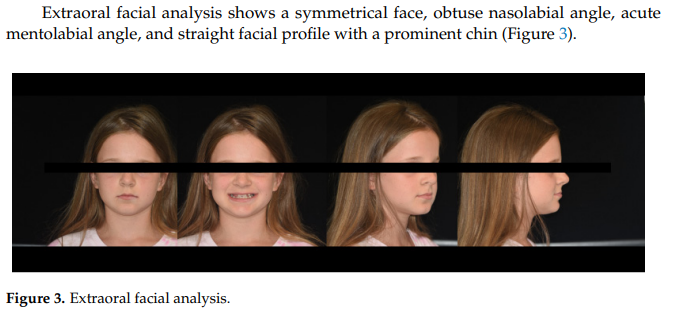 Extraoral facial analysis shows a symmetrical face, obtuse nasolabial angle, acute
mentolabial angle, and straight facial profile with a prominent chin (Figure 3).
Figure 3. Extraoral facial analysis.